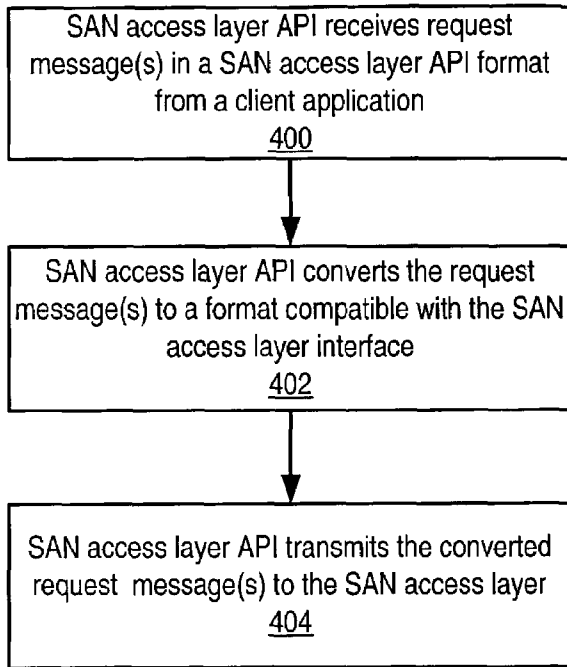 SAN access layer API receives request
message(s) in a SAN access layer API format
from a client application
400
SAN access layer API converts the request
message(s) to a format compatible with the SAN
access layer interface
402
SAN access layer API transmits the converted
request message(s) to the SAN access layer
404